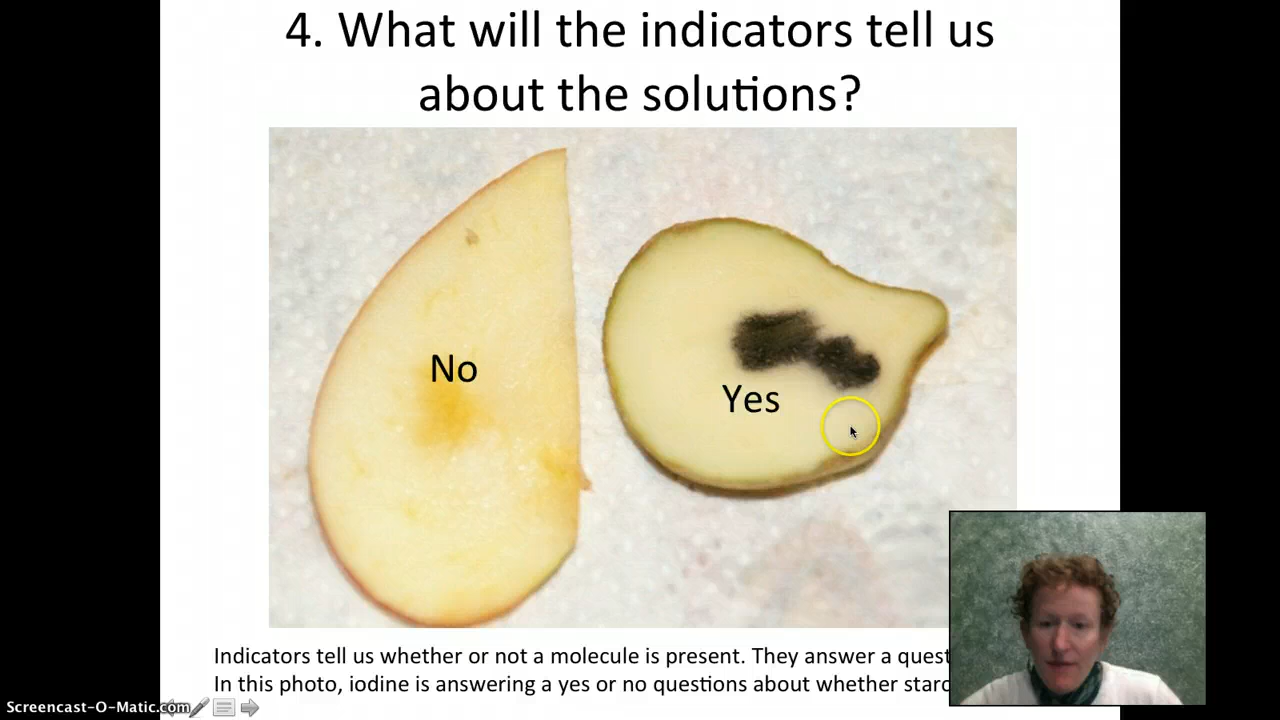 4. What will the indicators tell us
about the solutions?
No
Yes
Indicators tell us whether or not a molecule is present. They answer a
In this photo, iodine is answering a yes or no questions about whether
Screencast-O-Matic.com